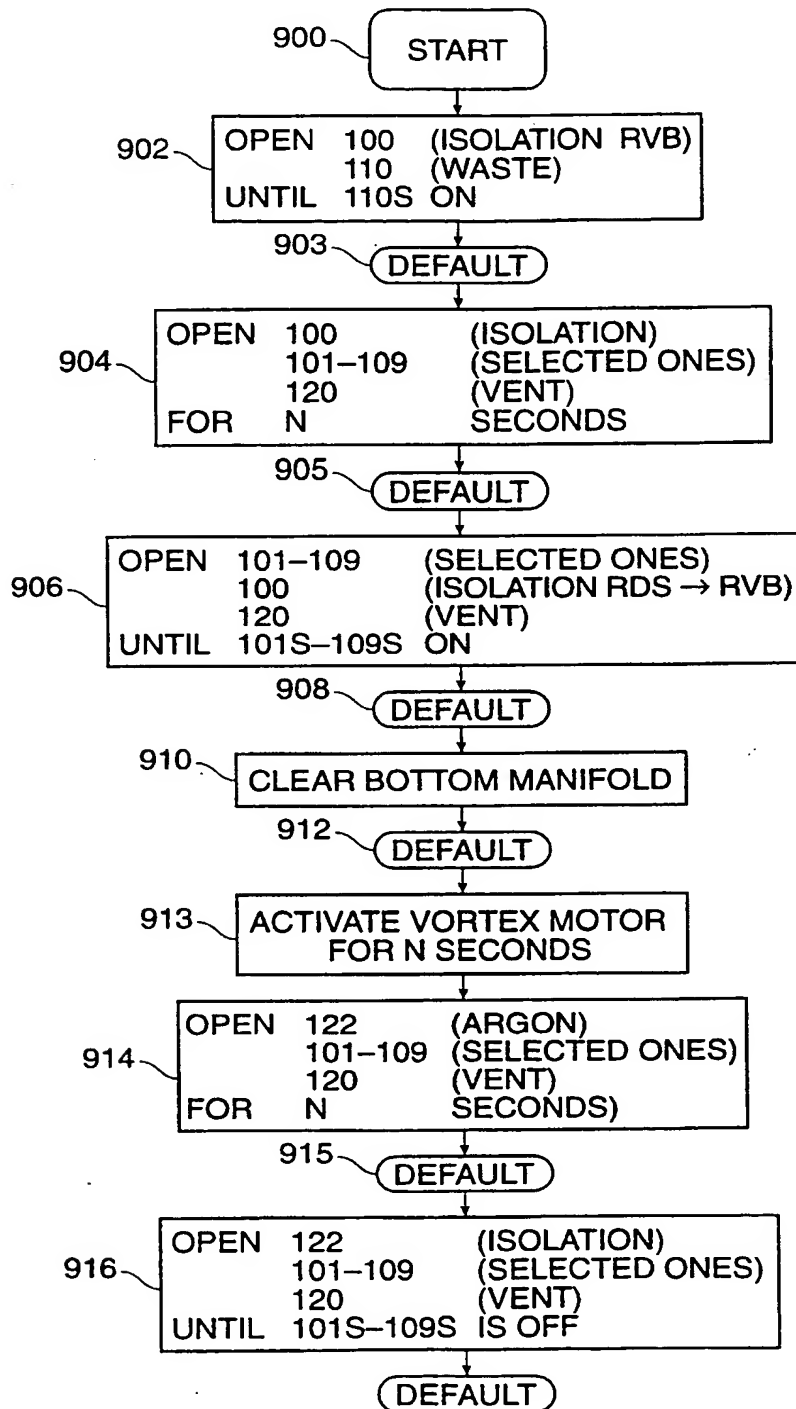 900
START
902
OPEN 100 (ISOLATION RVB)
110 (WASTE)
UNTIL 110S ON
903
DEFAULT
904
OPEN 100 (ISOLATION)
101–109 (SELECTED ONES)
120 (VENT)
FOR N SECONDS
905
DEFAULT
906
OPEN 101–109 (SELECTED ONES)
100 (ISOLATION RDS → RVB)
120 (VENT)
UNTIL 101S–109S ON
908
DEFAULT
910
CLEAR BOTTOM MANIFOLD
912
DEFAULT
913
ACTIVATE VORTEX MOTOR
FOR N SECONDS
914
OPEN 122 (ARGON)
101–109 (SELECTED ONES)
120 (VENT)
FOR N SECONDS)
915
DEFAULT
916
OPEN 122 (ISOLATION)
101–109 (SELECTED ONES)
120 (VENT)
UNTIL 101S–109S IS OFF
DEFAULT